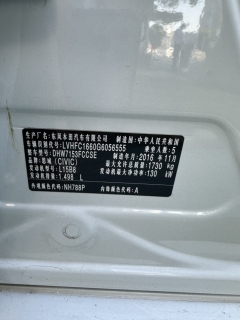 生产厂名:东风本田汽车有限公司 制造国:中华人民共和国
车辆识别代号:LVHFC1660G6056555 乘坐人数:5
车辆型号:DHW7153FCCSE 制造年月:2016 年 11月
品牌:思域(CIVIC) 最大允许总质量:1730 kg
发动机型号:L15B8 发动机最大净功率:130 kW
发动机排量:1.498 L
外观颜色代码:NH788P 内饰颜色代码:A